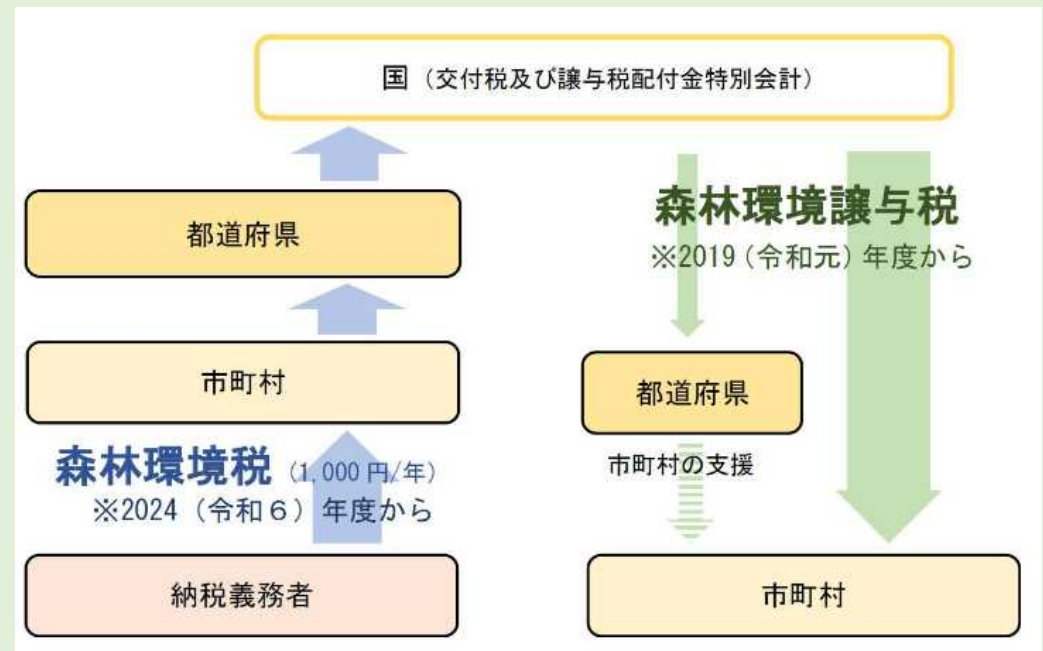 国（交付税及び譲与税配付金特別会計）
都道府県
市町村
森林環境税（1,000円/年）
※2024（令和６）年度から
納税義務者
森林環境譲与税
※2019（令和元）年度から
都道府県
市町村の支援
市町村